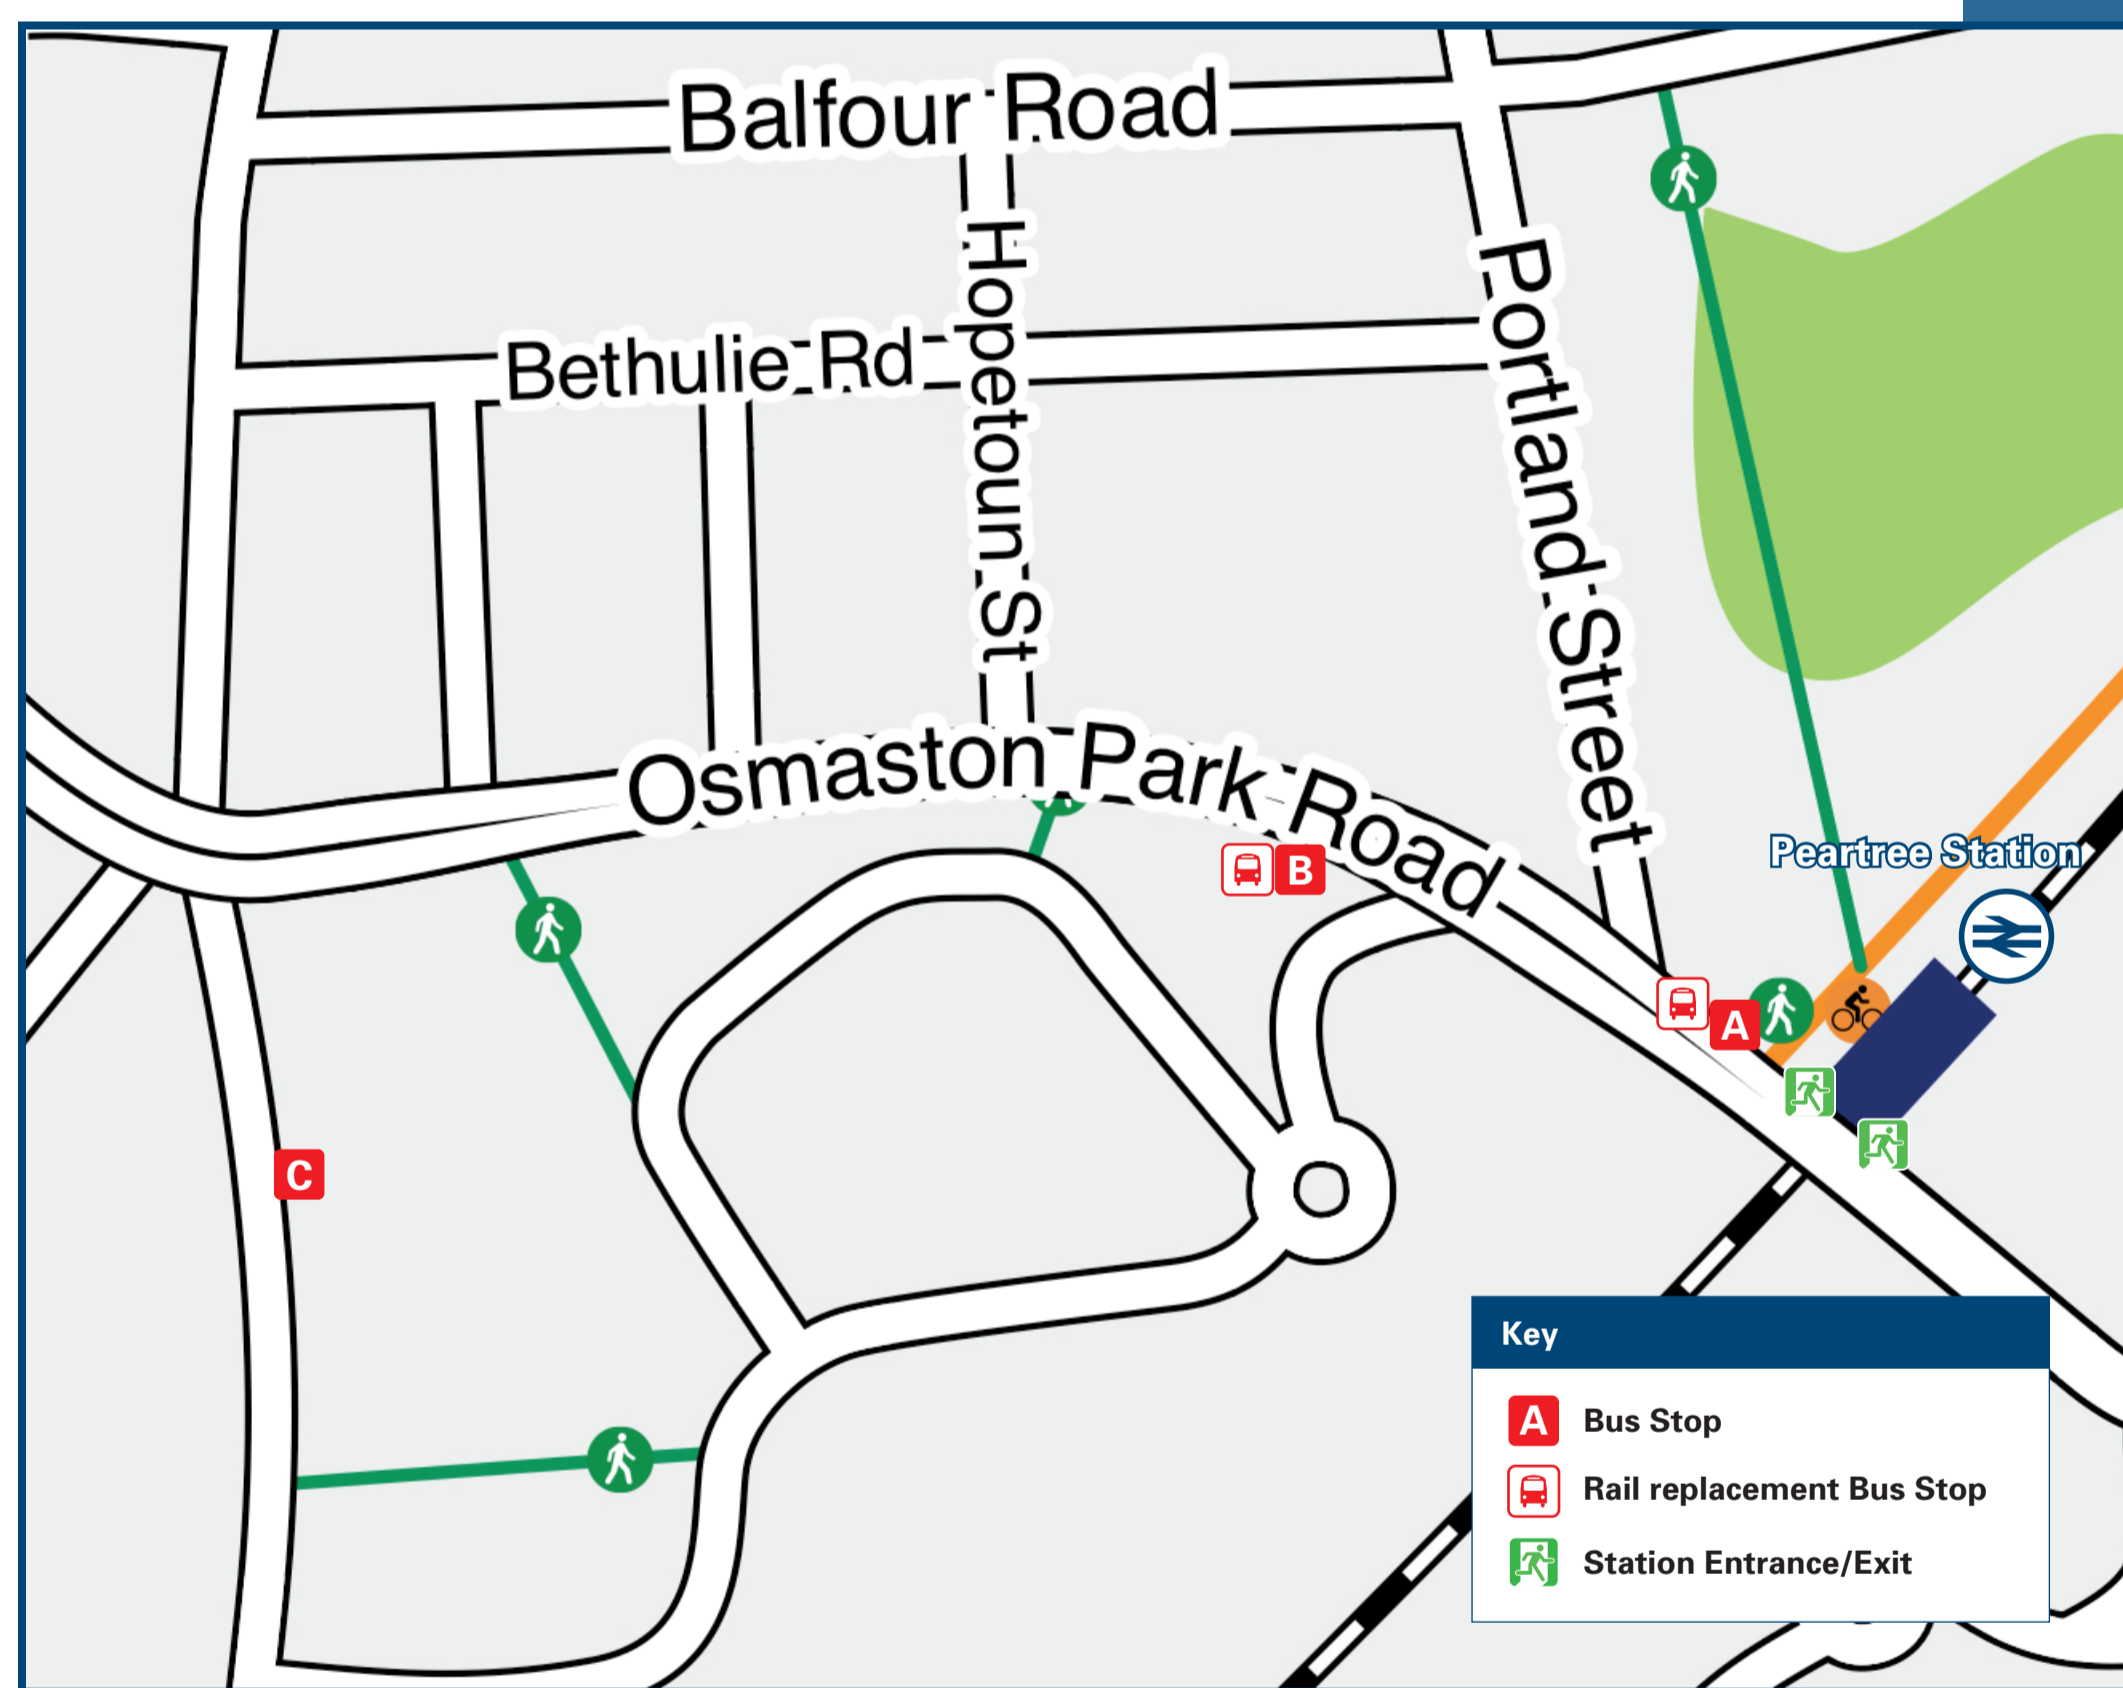 Balfour Road
Hopetoun St
Bethulie Rd
Portland Street
Osmaston Park Road
Peartree Station
B
A
C
Key
A Bus Stop
Rail replacement Bus Stop
Station Entrance/Exit